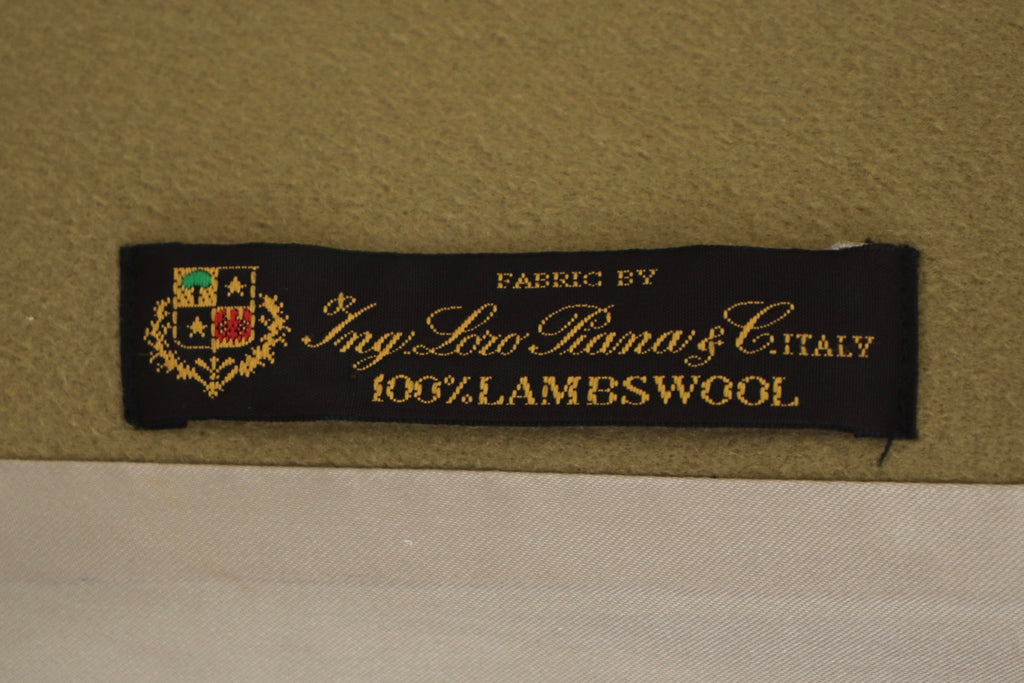 FABRIC BY
Ing. Loro Piana & C. ITALY
100% LAMBSWOOL